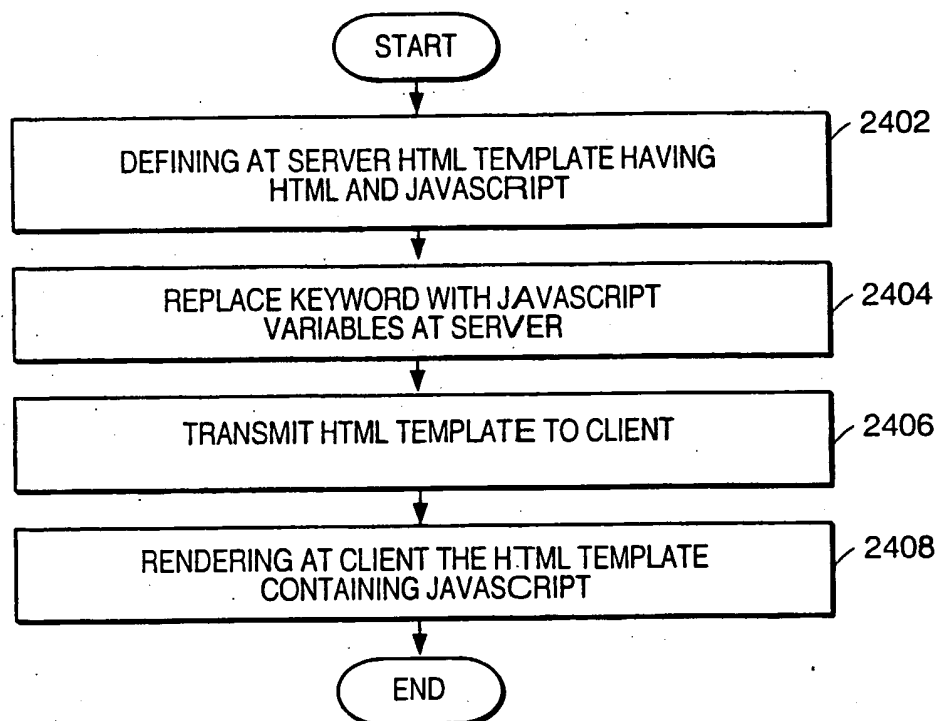 START
DEFINING AT SERVER HTML TEMPLATE HAVING
HTML AND JAVASCRIPT
2402
REPLACE KEYWORD WITH JAVASCRIPT
VARIABLES AT SERVER
2404
TRANSMIT HTML TEMPLATE TO CLIENT
2406
RENDERING AT CLIENT THE HTML TEMPLATE
CONTAINING JAVASCRIPT
2408
END